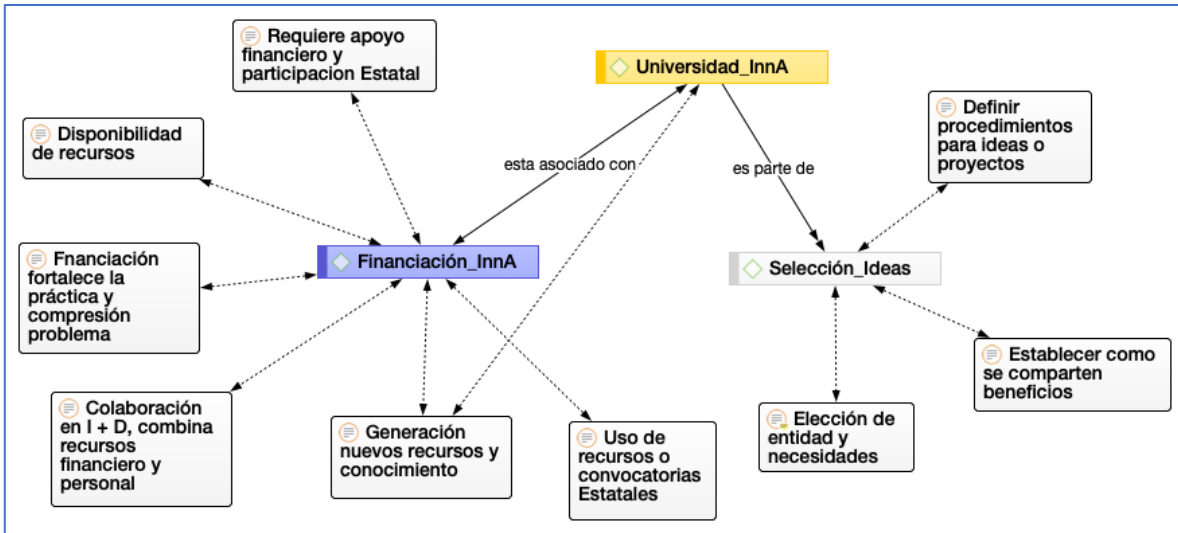 Requiere apoyo
financiero y
participacion Estatal
Universidad_InnA
Disponibilidad
de recursos
Definir
procedimientos
para ideas o
proyectos
esta asociado con
es parte de
Fnanciación
fortalece la
práctica y
compresión
problema
Financiación_InnA
Selección_Ideas
Establecer como
se comparten
beneficios
Colaboración
en I + D, combina
recursos
financiero y
personal
Generación
nuevos recursos y
conocimiento
Uso de
recursos o
convocatorias
Estatales
Elección de
entidad y
necesidades